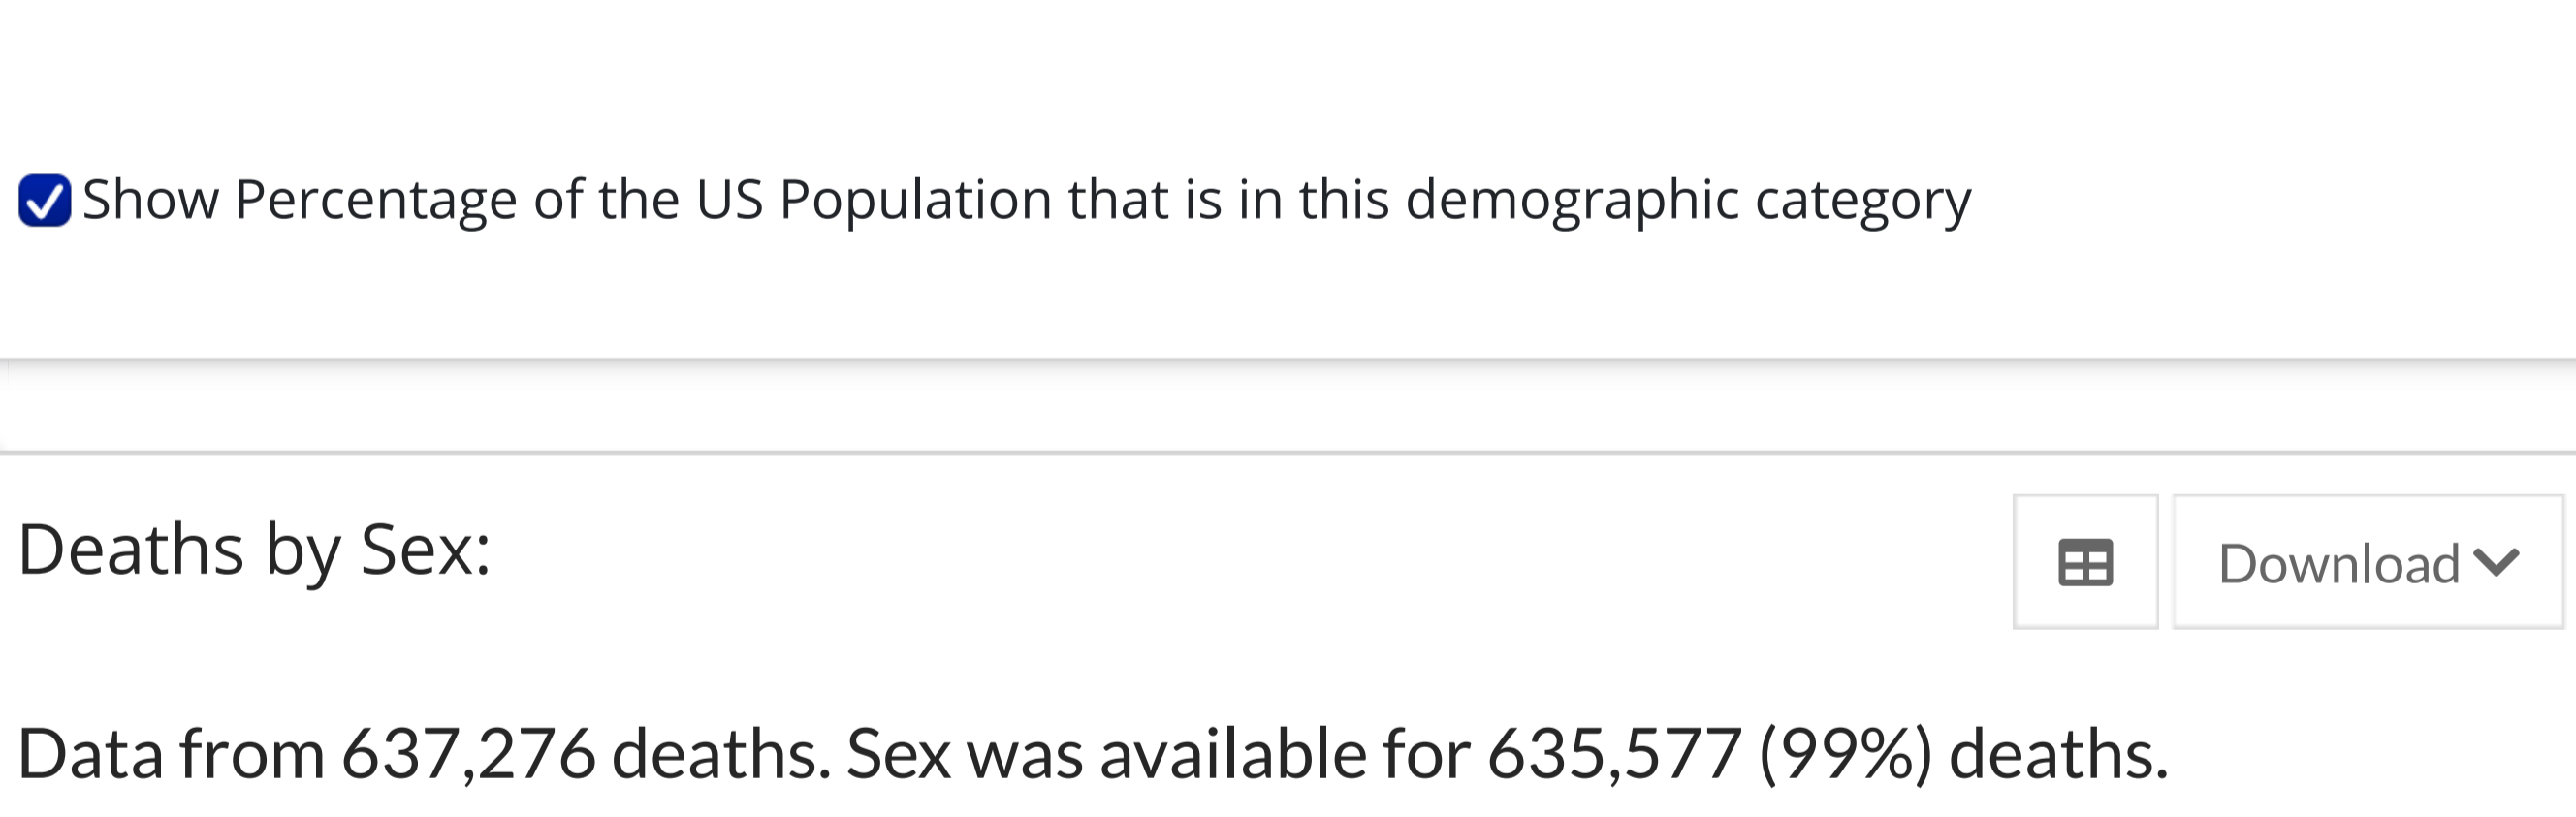 Show Percentage of the US Population that is in this demographic category
Deaths by Sex:
Download
Data from 637,276 deaths. Sex was available for 635,577 (99%) deaths.